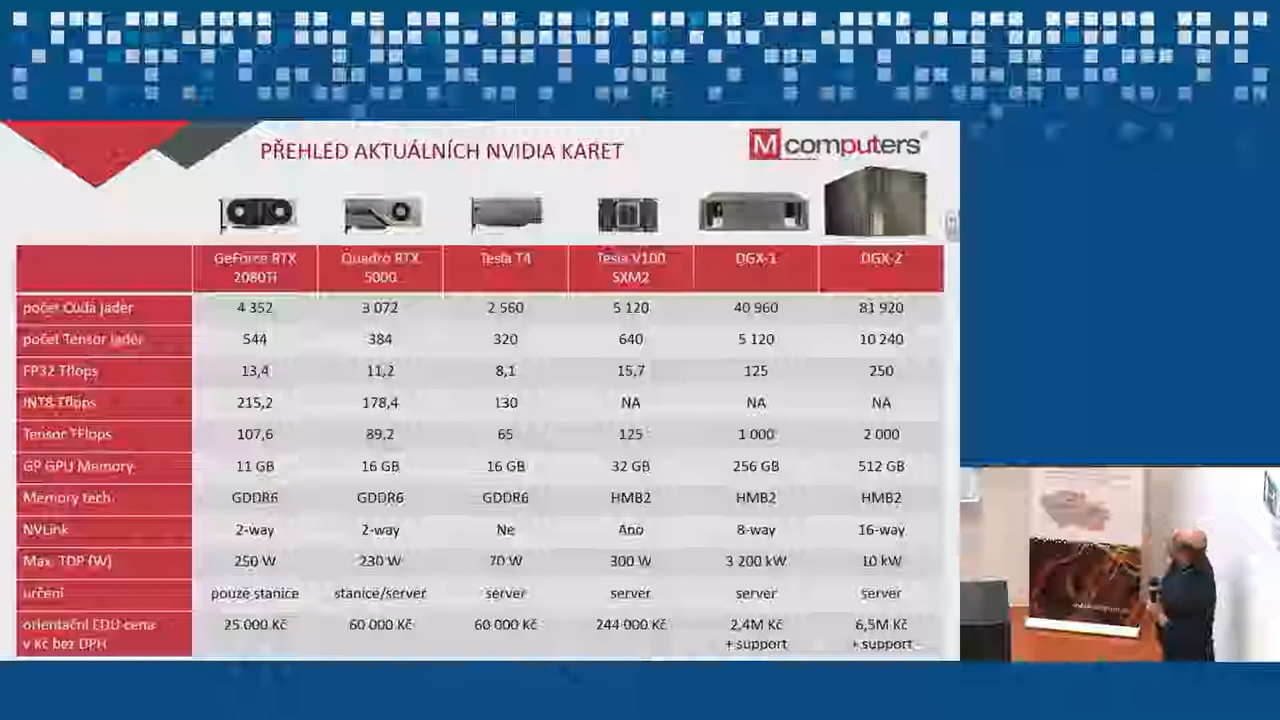 PŘEHLED AKTUÁLNÍCH NVIDIA KARET
M computers®
GeForce RTX 2080Ti Quadro RTX 5000 Tesla T4 Tesla V100 SXM2 DGX-1 DGX-2
počet Cuda jader 4 352 3 072 2 560 5 120 40 960 81 920
počet Tensor jader 544 384 320 640 5 120 10 240
FP32 Tflops 13,4 11,2 8,1 15,7 125 250
INT8 Tflops 215,2 178,4 130 NA NA NA
Tensor TFlops 107,6 89,2 65 125 1 000 2 000
GP GPU Memory 11 GB 16 GB 16 GB 32 GB 256 GB 512 GB
Memory tech. GDDR6 GDDR6 GDDR6 HMB2 HMB2 HMB2
NVLink 2-way 2-way Ne Ano 8-way 16-way
Max. TDP (W) 250 W 230 W 70 W 300 W 3 200 kW 10 kW
určení pouze stanice stanice/server server server server server
orientační EDU cena v Kč bez DPH 25 000 Kč 60 000 Kč 60 000 Kč 244 000 Kč 2,4M Kč + support 6,5M Kč + support